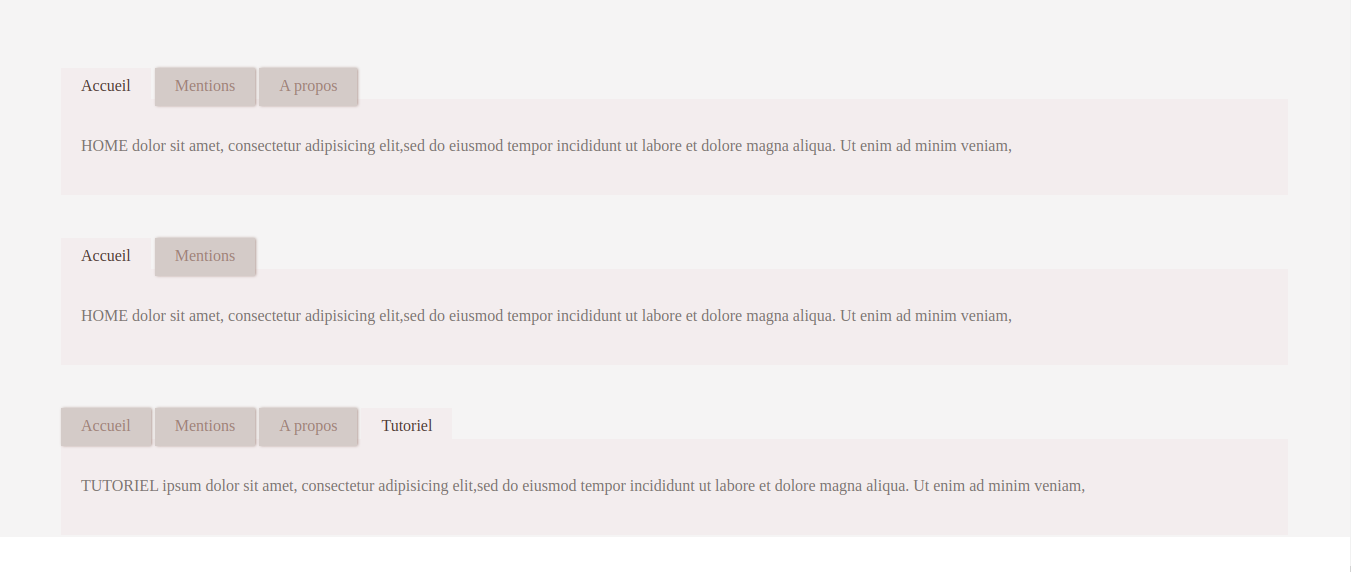 Accueil Mentions A propos
HOME dolor sit amet, consectetur adipisicing elit,sed do eiusmod tempor incididunt ut labore et dolore magna aliqua. Ut enim ad minim veniam,
Accueil Mentions
HOME dolor sit amet, consectetur adipisicing elit,sed do eiusmod tempor incididunt ut labore et dolore magna aliqua. Ut enim ad minim veniam,
Accueil Mentions A propos Tutoriel
TUTORIEL ipsum dolor sit amet, consectetur adipisicing elit,sed do eiusmod tempor incididunt ut labore et dolore magna aliqua. Ut enim ad minim veniam,